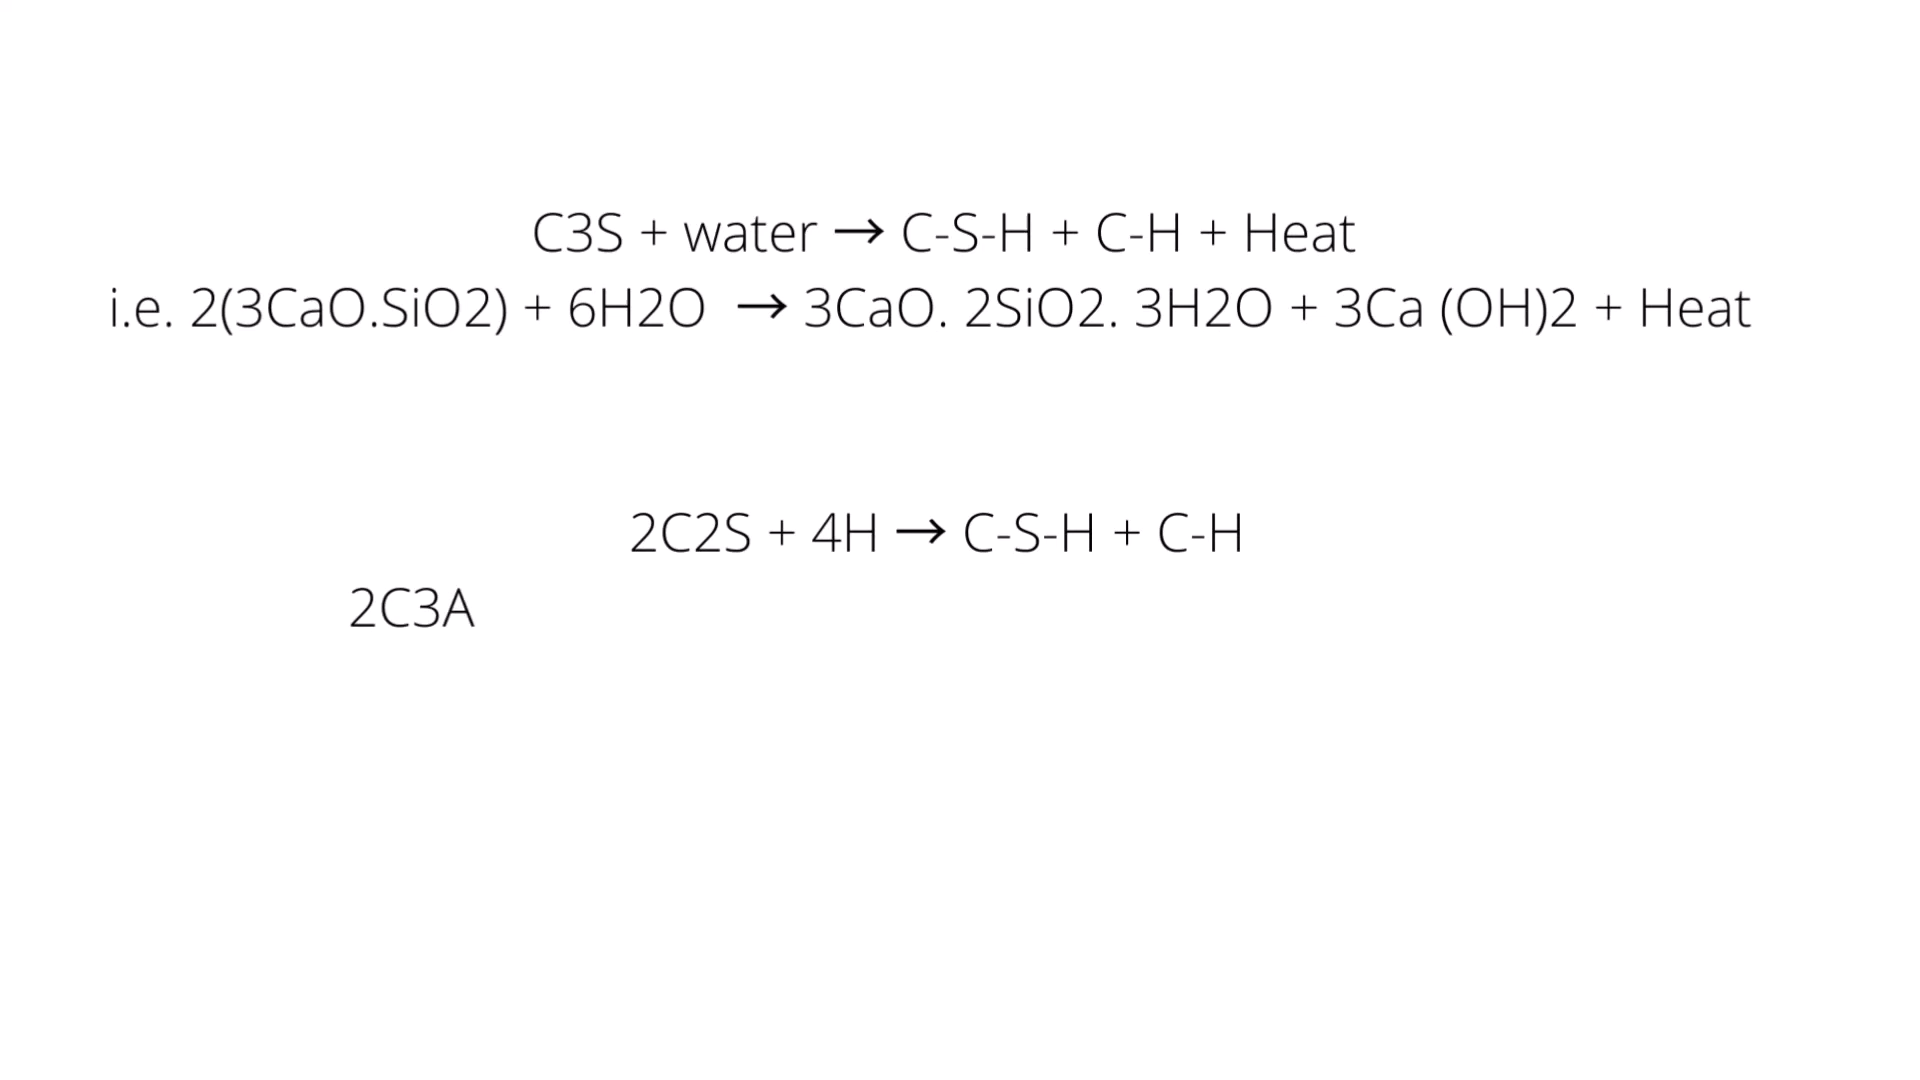 C3S + water → C-S-H + C-H + Heat
i.e. 2(3CaO.SiO2) + 6H2O → 3CaO. 2SiO2. 3H2O + 3Ca (OH)2 + Heat
2C2S + 4H → C-S-H + C-H
2C3A